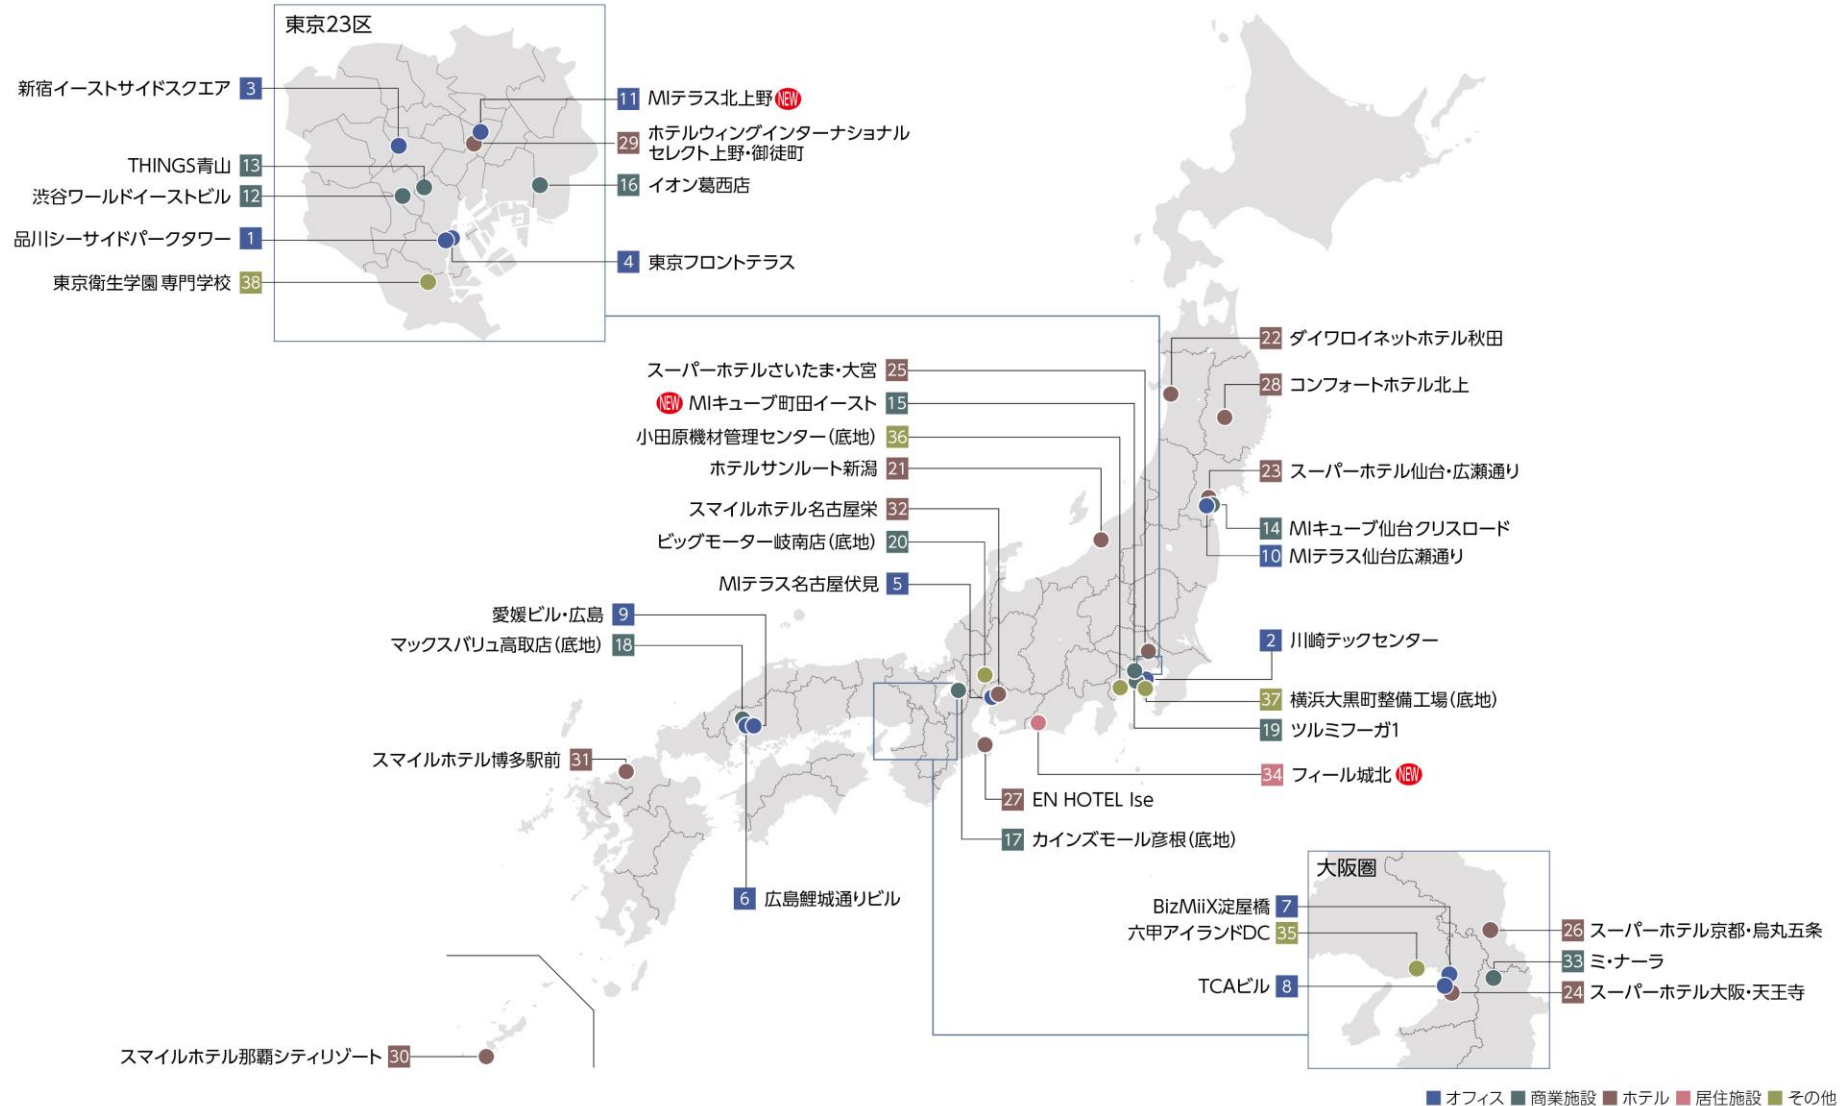 東京23区
新宿イーストサイドスクエア 3
THINGS青山 13
渋谷ワールドイーストビル 12
品川シーサイドパークタワー 1
東京衛生学園 専門学校 38
11 MIテラス北上野 NEW
29 ホテルウィングインターナショナル
セレクト上野・御徒町
16 イオン葛西店
4 東京フロントテラス
スーパーホテルさいたま・大宮 25
NEW MIキューブ町田イースト 15
小田原機材管理センター(底地) 36
ホテルサンルート新潟 21
スマイルホテル名古屋栄 32
ビッグモーター岐南店(底地) 20
MIテラス名古屋伏見 5
愛媛ビル・広島 9
マックスバリュ高取店(底地) 18
スマイルホテル博多駅前 31
6 広島鯉城通りビル
スマイルホテル那覇シティリゾート 30
22 ダイワロイネットホテル秋田
28 コンフォートホテル北上
23 スーパーホテル仙台・広瀬通り
14 MIキューブ仙台クリスロード
10 MIテラス仙台広瀬通り
2 川崎テックセンター
37 横浜大黒町整備工場(底地)
19 ツルミフーガ1
34 フィール城北 NEW
27 EN HOTEL Ise
17 カインズモール彦根(底地)
大阪圏
BizMiiX淀屋橋 7
六甲アイランドDC 35
TCAビル 8
26 スーパーホテル京都・烏丸五条
33 ミ・ナーラ
24 スーパーホテル大阪・天王寺
オフィス 商業施設 ホテル 居住施設 その他